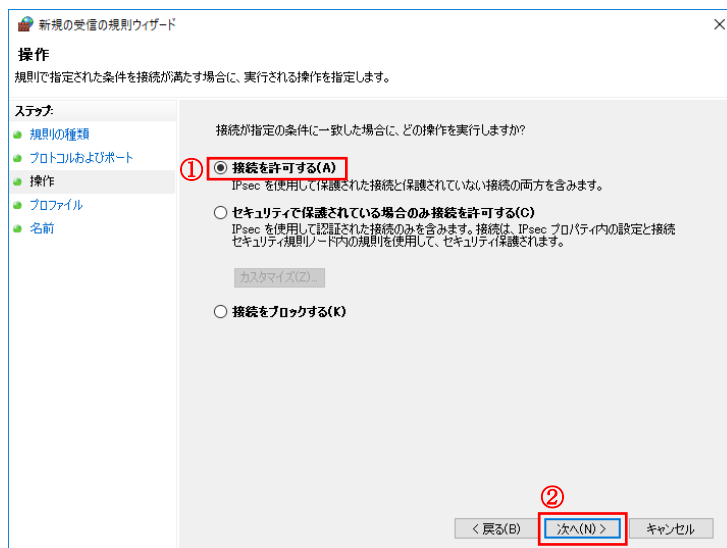 新規の受信の規則ウィザード
操作
規則で指定された条件を接続が満たす場合に、実行される操作を指定します。
ステップ:
規則の種類
プロトコルおよびポート
操作
プロファイル
名前
接続が指定の条件に一致した場合に、どの操作を実行しますか?
① 接続を許可する(A)
IPsec を使用して保護された接続と保護されていない接続の両方を含みます。
セキュリティで保護されている場合のみ接続を許可する(C)
IPsec を使用して認証された接続のみを含みます。接続は、IPsec プロパティ内の設定と接続
セキュリティ規則ノード内の規則を使用して、セキュリティ保護されます。
カスタマイズ(Z)...
接続をブロックする(K)
②
< 戻る(B) 次へ(N) > キャンセル